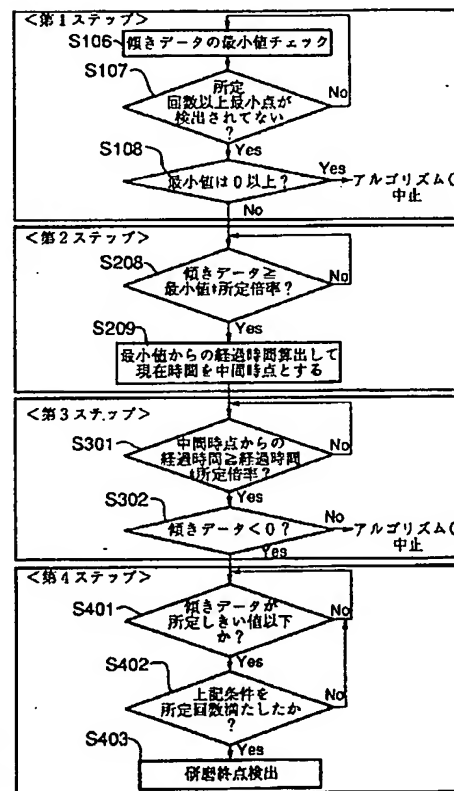 <第1ステップ>
S106
傾きデータの最小値チェック
S107
所定
回数以上最小点が
検出されてない
?
No
Yes
S108
最小値は0以上?
Yes
アルゴリズム
中止
No
<第2ステップ>
S208
傾きデータ≧
最小値*所定倍率?
No
Yes
S209
最小値からの経過時間算出して
現在時間を中間時点とする
<第3ステップ>
S301
中間時点からの
経過時間≧経過時間
*所定倍率?
No
Yes
S302
傾きデータ<0?
No
アルゴリズム
中止
Yes
<第4ステップ>
S401
傾きデータが
所定しきい値以下
か?
No
Yes
S402
上記条件を
所定回数満たしたか
?
No
Yes
S403
研磨終点検出